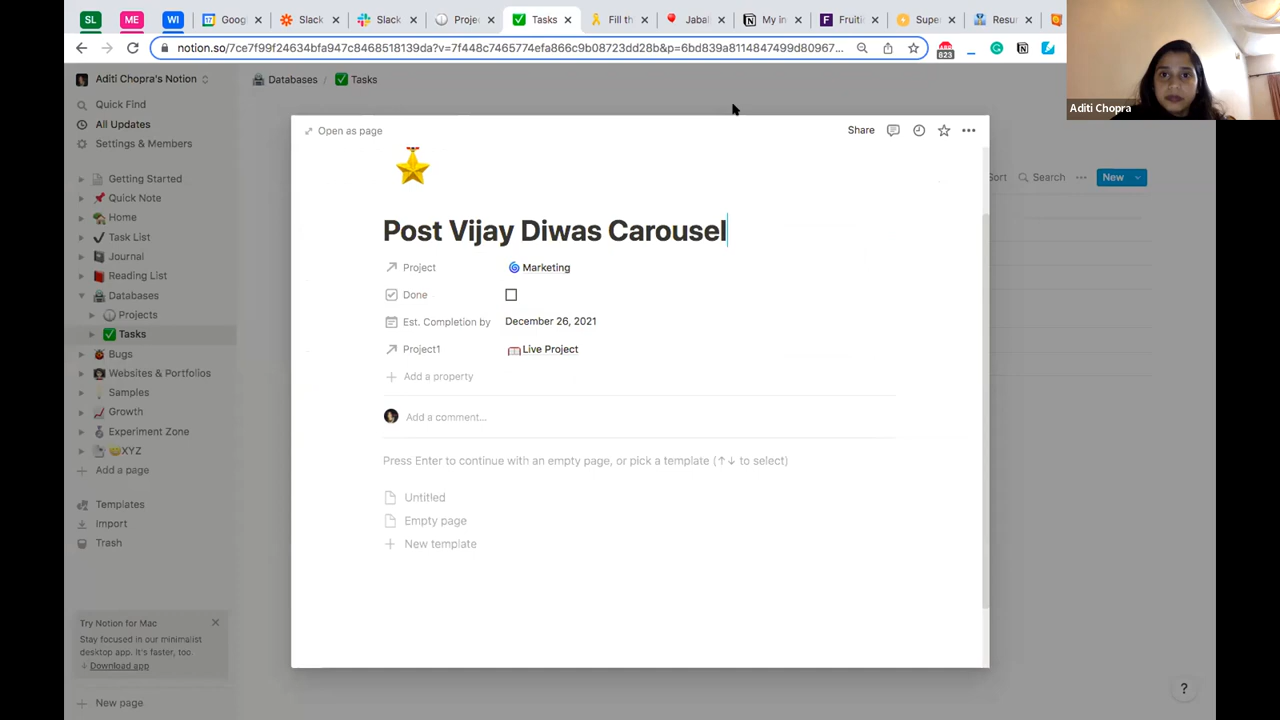 SL
ME
WI
Goog
Slack
Slack
Proje
Tasks
Fill th
Jabal
My in
Fruiti
Super
Resur
notion.so/7ce7f99f24634bfa947c8468518139da?v=7f448c7465774efa866c9b08723dd28b&p=6bd839a8114847499d60967...
623
Aditi Chopra
Aditi Chopra's Notion
Databases / Tasks
Quick Find
All Updates
Settings & Members
Getting Started
Quick Note
Home
Task List
Journal
Reading List
Databases
Projects
Tasks
Bugs
Websites & Portfolios
Samples
Growth
Experiment Zone
XYZ
Add a page
Templates
Import
Trash
Try Notion for Mac
Stay focused in our minimalist
desktop app. It's faster, too.
Download app
New page
Open as page
Share
Sort
Search
New
Post Vijay Diwas Carousel
Project Marketing
Done
Est. Completion by December 26, 2021
Project1 Live Project
Add a property
Add a comment...
Press Enter to continue with an empty page, or pick a template (↑↓ to select)
Untitled
Empty page
New template
?